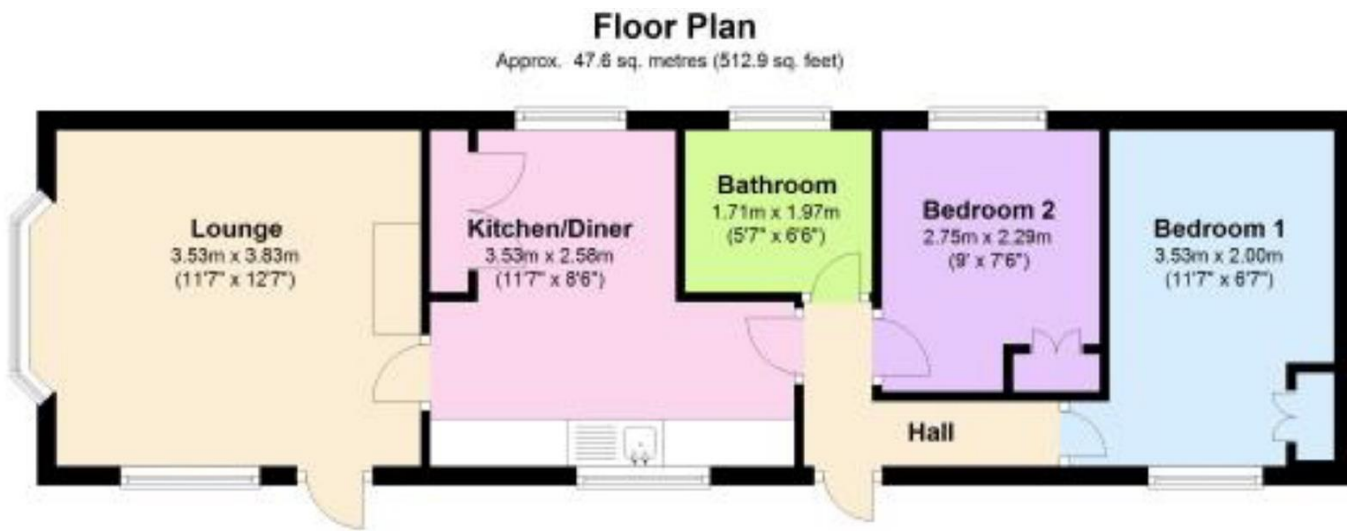 Floor Plan
Approx. 47.6 sq. metres (512.9 sq. feet)
Lounge
3.53m x 3.83m
(11'7" x 12'7")
Kitchen/Diner
3.53m x 2.58m
(11'7" x 8'6")
Bathroom
1.71m x 1.97m
(5'7" x 6'6")
Bedroom 2
2.75m x 2.29m
(9' x 7'6")
Bedroom 1
3.53m x 2.00m
(11'7" x 6'7")
Hall